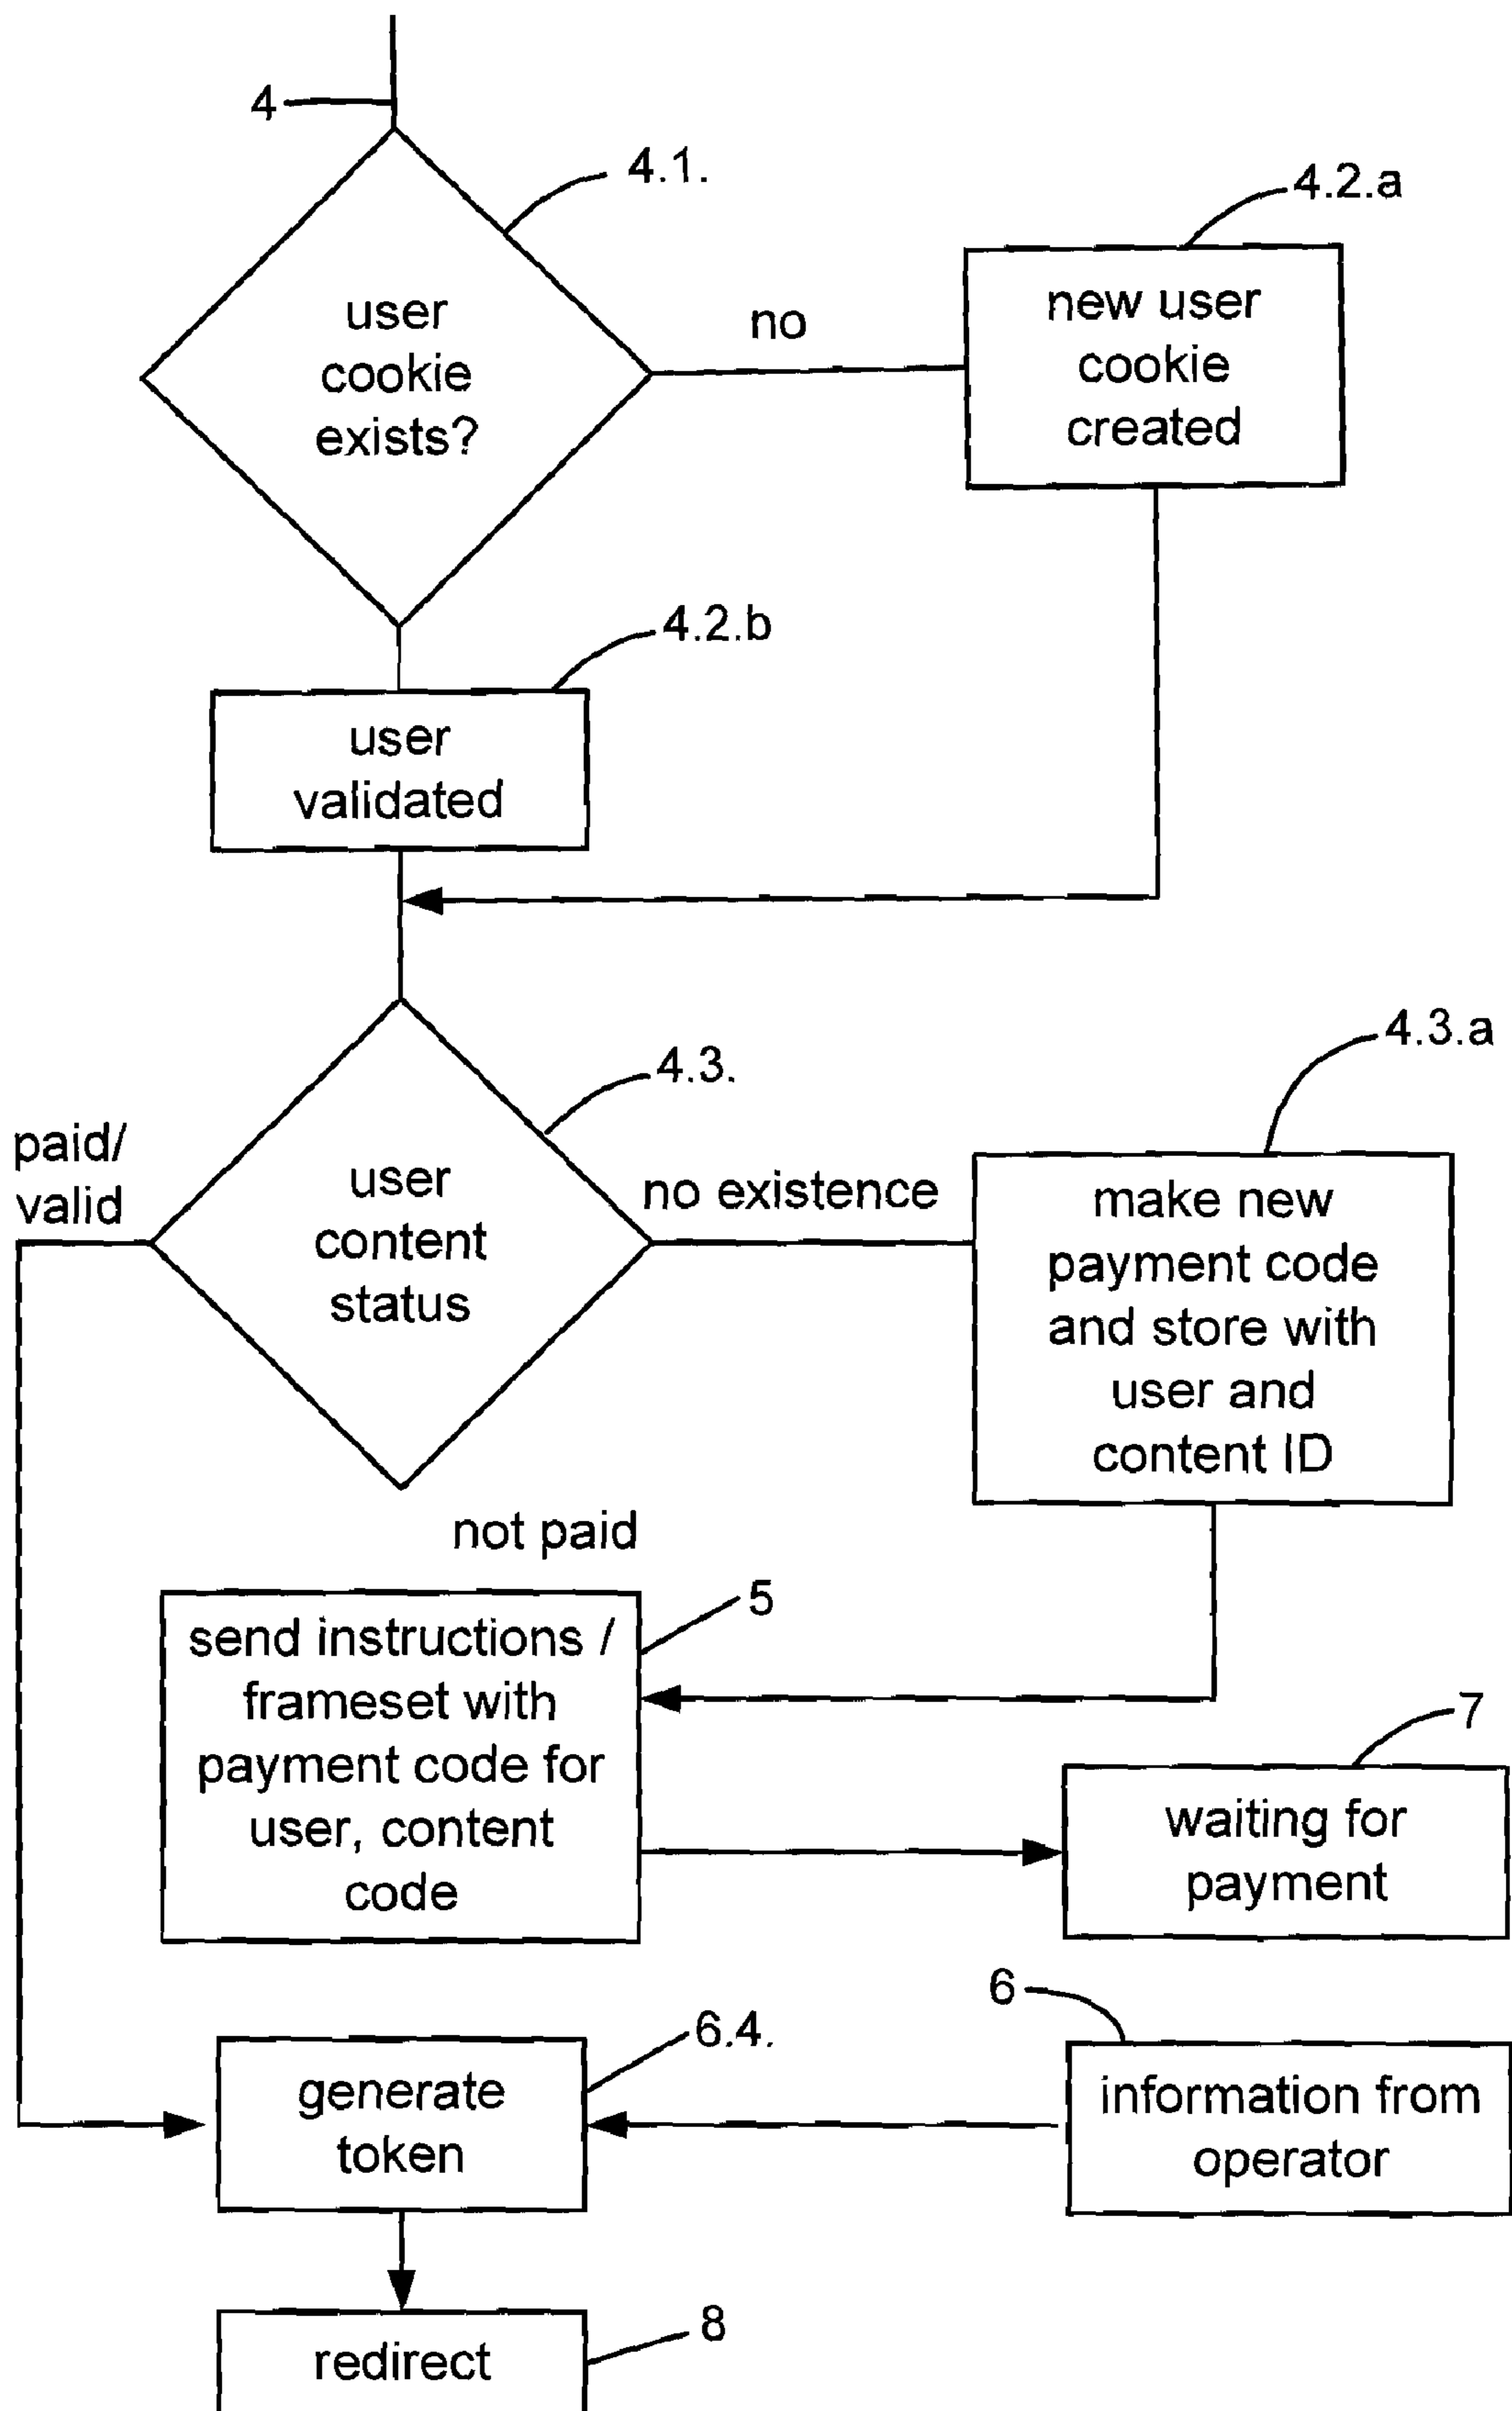 4
4.1.
4.2.a
user
cookie
exists?
no
new user
cookie
created
4.2.b
user
validated
4.3.
4.3.a
paid/
valid
user
content
status
no existence
make new
payment code
and store with
user and
content ID
not paid
5
send instructions /
frameset with
payment code for
user, content
code
7
waiting for
payment
6
6.4.
generate
token
information from
operator
8
redirect